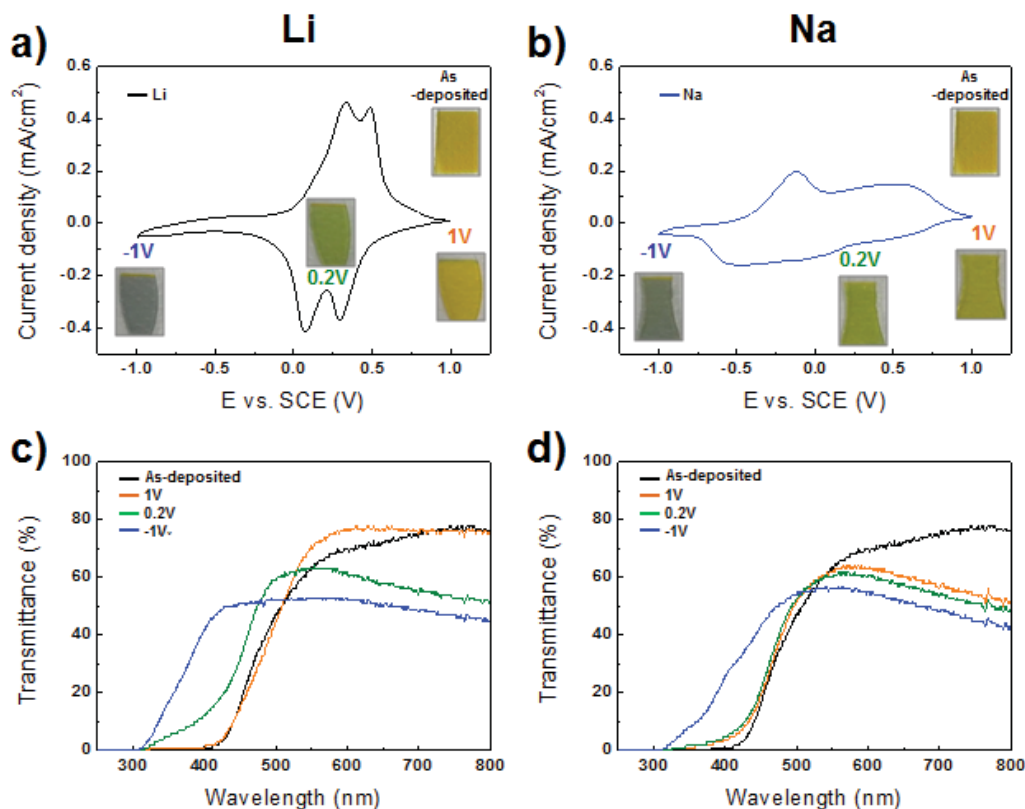 Li
Na
a)
b)
0.6
0.4
0.2
0.0
-0.2
-0.4
Current density (mA/cm²)
Li
As
-deposited
-1V
0.2V
1V
-1.0
-0.5
0.0
0.5
1.0
E vs. SCE (V)
0.6
0.4
0.2
0.0
-0.2
-0.4
Current density (mA/cm²)
Na
As
-deposited
-1V
0.2V
1V
-1.0
-0.5
0.0
0.5
1.0
E vs. SCE (V)
c)
d)
100
80
60
40
20
0
Transmittance (%)
As-deposited
1V
0.2V
-1V
300
400
500
600
700
800
Wavelength (nm)
100
80
60
40
20
0
Transmittance (%)
As-deposited
1V
0.2V
-1V
300
400
500
600
700
800
Wavelength (nm)